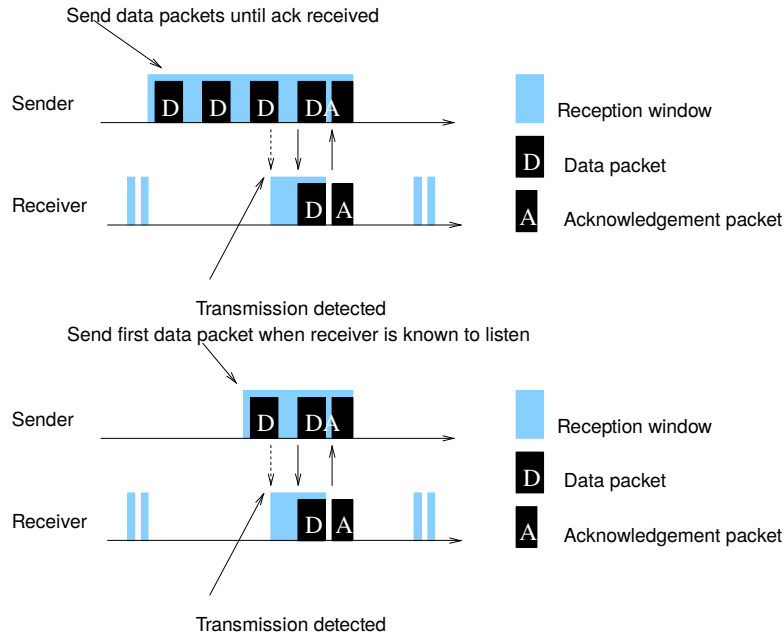 Send data packets until ack received
Sender
D D D D A
Reception window
D Data packet
Receiver
D A
A Acknowledgement packet
Transmission detected
Send first data packet when receiver is known to listen
Sender
D D A
Reception window
D Data packet
Receiver
D A
A Acknowledgement packet
Transmission detected